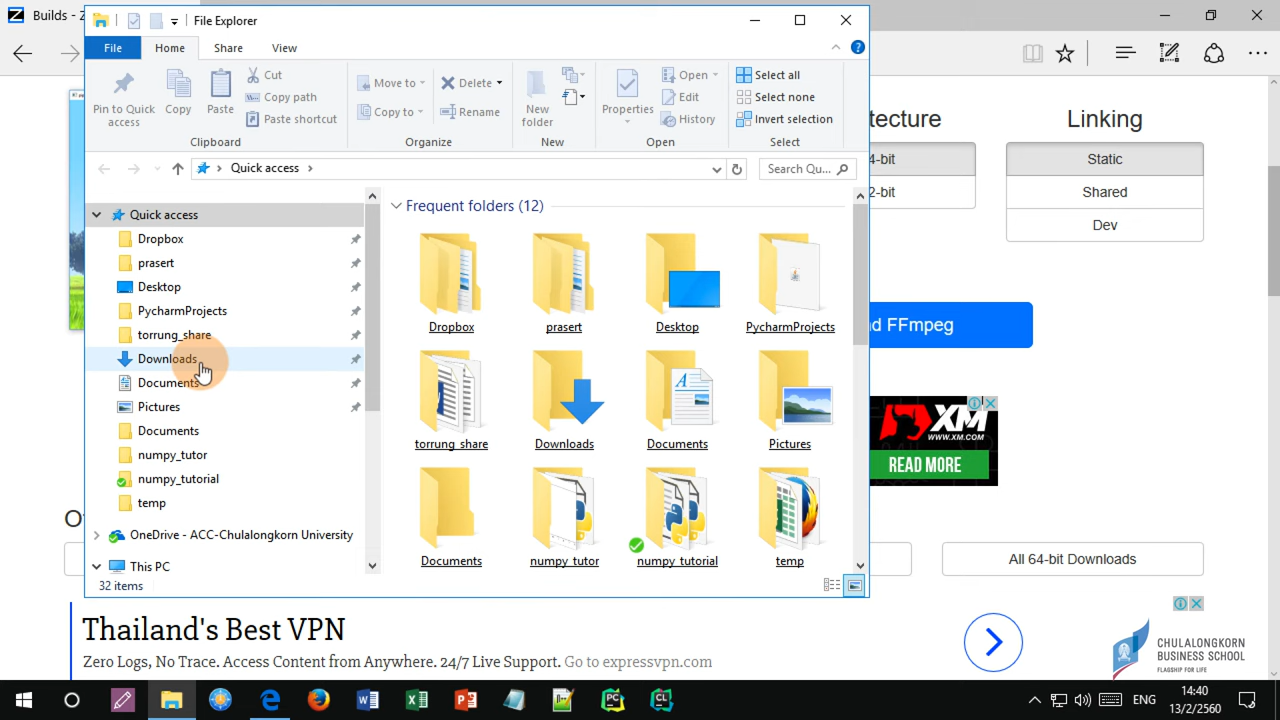 Builds - Z
File Explorer
File
Home
Share
View
Pin to Quick access
Copy
Paste
Cut
Copy path
Paste shortcut
Clipboard
Move to
Copy to
Delete
Rename
Organize
New folder
New
Properties
Open
Edit
History
Open
Select all
Select none
Invert selection
Select
Quick access
Search Qu...
Quick access
Dropbox
prasert
Desktop
PycharmProjects
torrung_share
Downloads
Documents
Pictures
Documents
numpy_tutor
numpy_tutorial
temp
OneDrive - ACC-Chulalongkorn University
This PC
32 items
Frequent folders (12)
Dropbox
prasert
Desktop
PycharmProjects
torrung_share
Downloads
Documents
Pictures
Documents
numpy_tutor
numpy_tutorial
temp
tecture
Linking
4-bit
2-bit
Static
Shared
Dev
d FFmpeg
XM
WWW.XM.COM
READ MORE
All 64-bit Downloads
Thailand's Best VPN
Zero Logs, No Trace. Access Content from Anywhere. 24/7 Live Support. Go to expressvpn.com
CHULALONGKORN
BUSINESS SCHOOL
FLAGSHIP FOR LIFE
ENG
14:40
13/2/2560